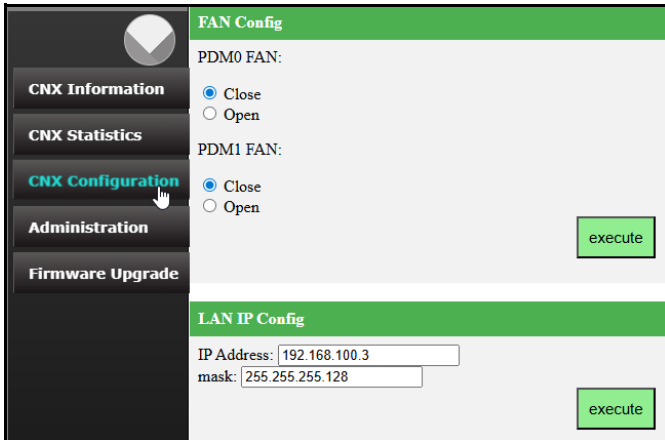 CNX Information
CNX Statistics
CNX Configuration
Administration
Firmware Upgrade
FAN Config
PDM0 FAN:
Close
Open
PDM1 FAN:
Close
Open
execute
LAN IP Config
IP Address: 192.168.100.3
mask: 255.255.255.128
execute